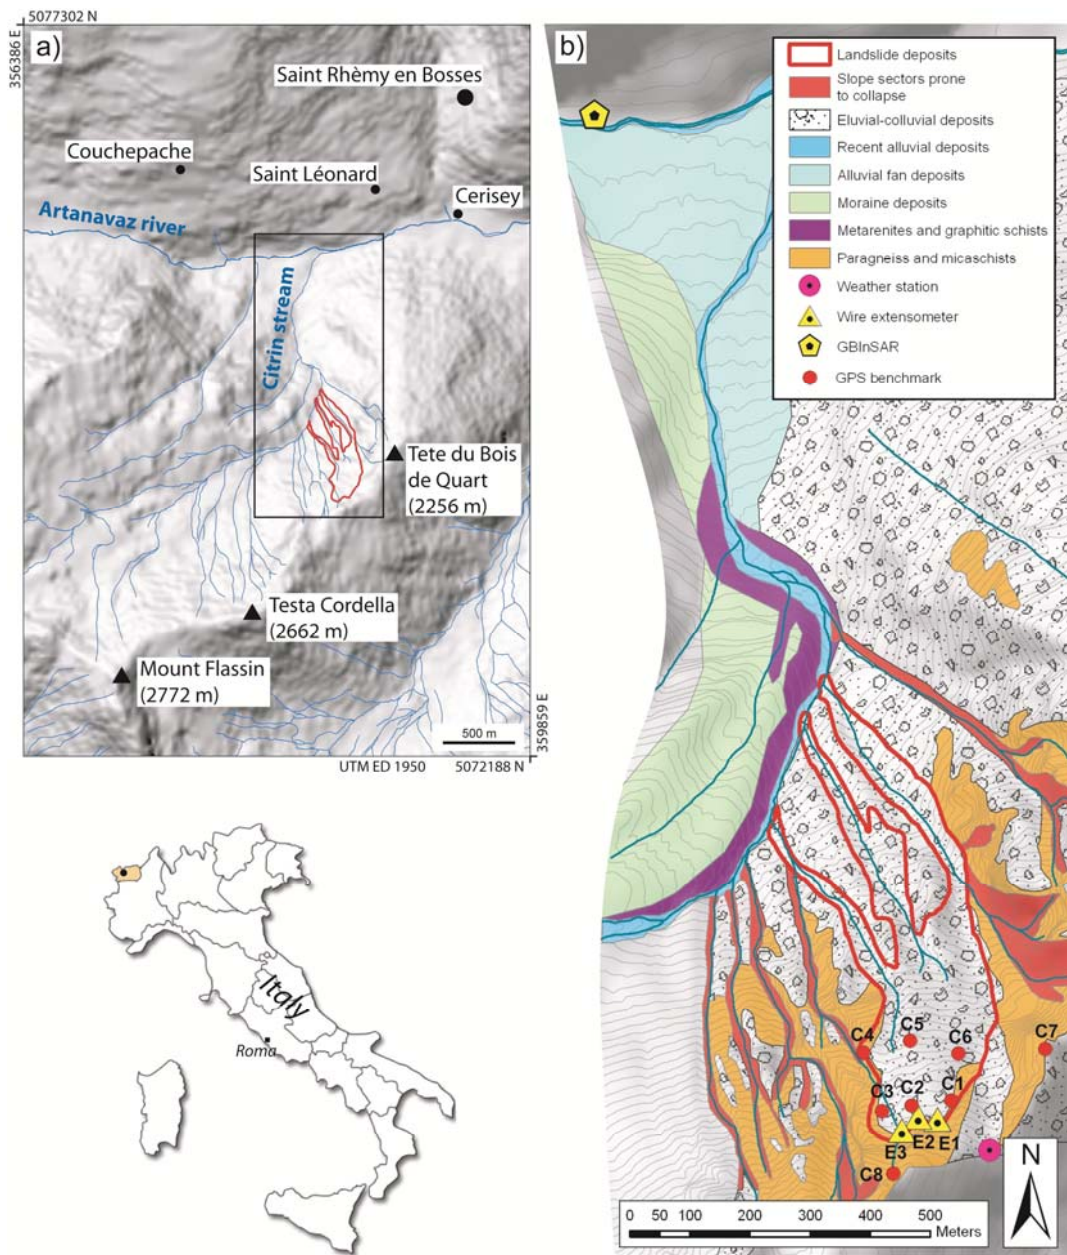 5077302 N
356386 E
a)
Saint Rhèmy en Bosses
Couchepache
Saint Léonard
Cerisey
Artanavaz river
Citrin stream
Tete du Bois
de Quart
(2256 m)
Testa Cordella
(2662 m)
Mount Flassin
(2772 m)
500 m
359859 E
UTM ED 1950
5072188 N
Italy
Roma
b)
Landslide deposits
Slope sectors prone
to collapse
Eluvial-colluvial deposits
Recent alluvial deposits
Alluvial fan deposits
Moraine deposits
Metarenites and graphitic schists
Paragneiss and micaschists
Weather station
Wire extensometer
GBInSAR
GPS benchmark
C4
C5
C6
C7
C3
C2
C1
E3
E2
E1
C8
N
0 50 100 200 300 400 500
Meters